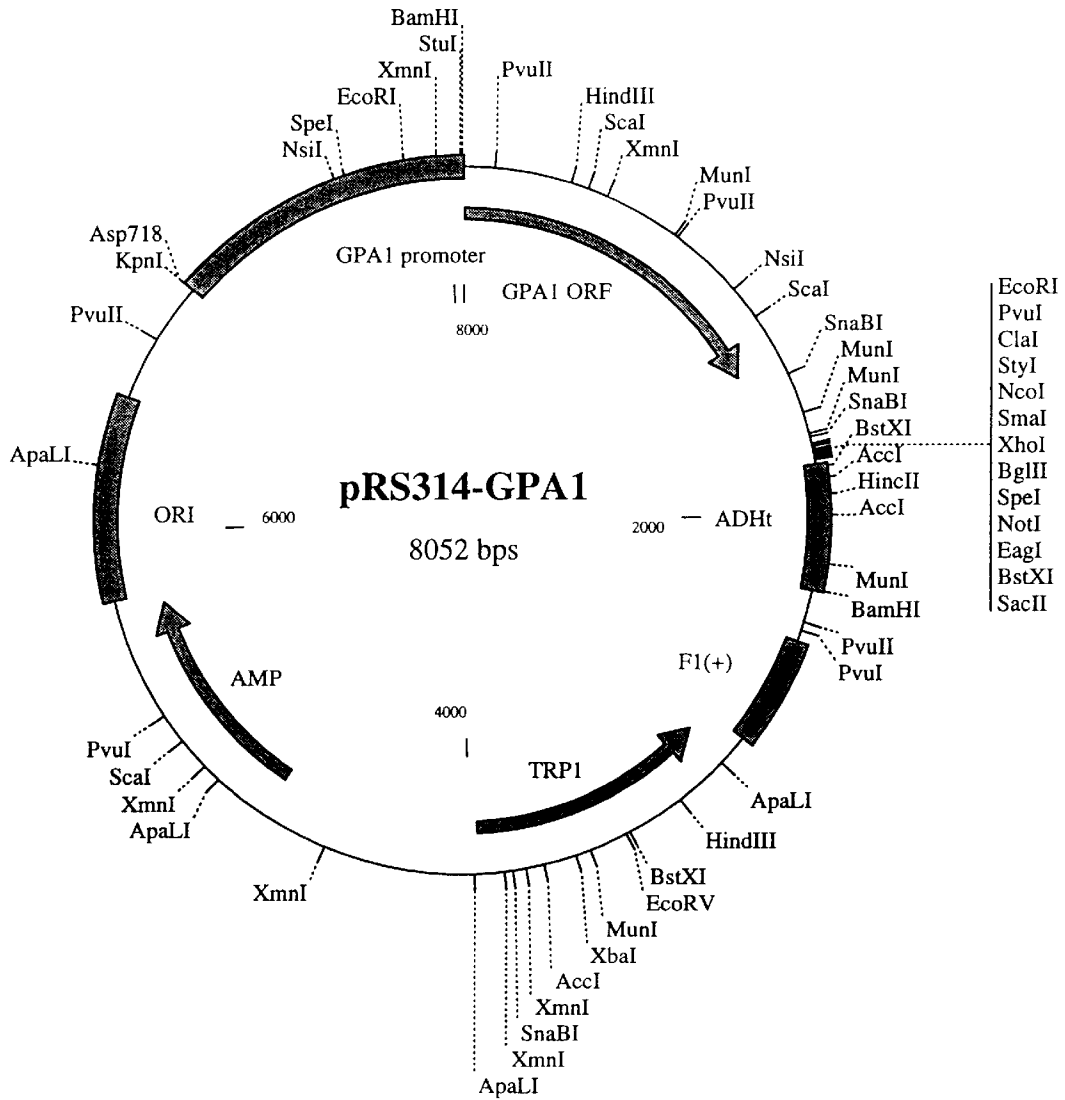 BamHI
StuI
XmnI
EcoRI
SpeI
NsiI
Asp718
KpnI
PvuII
ApaLI
PvuII
HindIII
ScaI
XmnI
MunI
PvuII
NsiI
ScaI
SnaBI
MunI
MunI
SnaBI
BstXI
AccI
HincII
AccI
MunI
BamHI
PvuII
PvuI
EcoRI
PvuI
ClaI
StyI
NcoI
SmaI
XhoI
BglII
SpeI
NotI
EagI
BstXI
SacII
GPA1 promoter
GPA1 ORF
8000
pRS314-GPA1
8052 bps
ORI
6000
2000
ADHt
F1(+)
AMP
4000
TRP1
PvuI
ScaI
XmnI
ApaLI
XmnI
ApaLI
HindIII
BstXI
EcoRV
MunI
XbaI
AccI
XmnI
SnaBI
XmnI
ApaLI